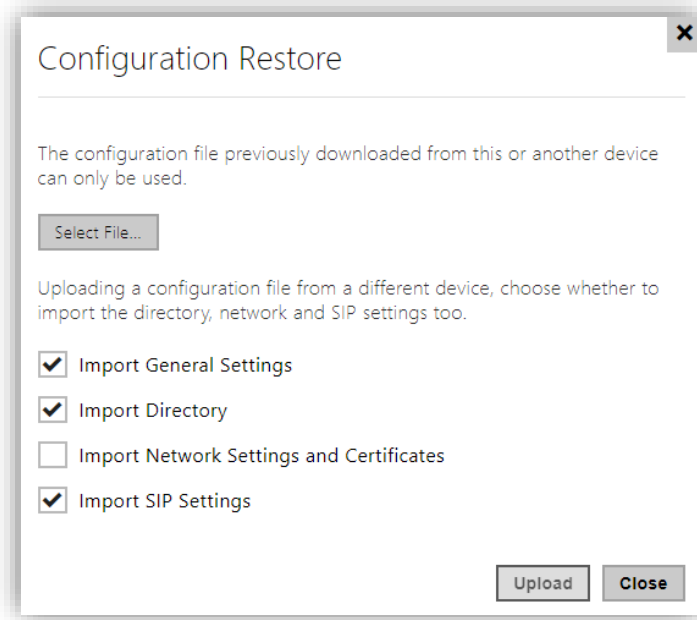 Configuration Restore
The configuration file previously downloaded from this or another device
can only be used.
Select File...
Uploading a configuration file from a different device, choose whether to
import the directory, network and SIP settings too.
Import General Settings
Import Directory
Import Network Settings and Certificates
Import SIP Settings
Upload Close